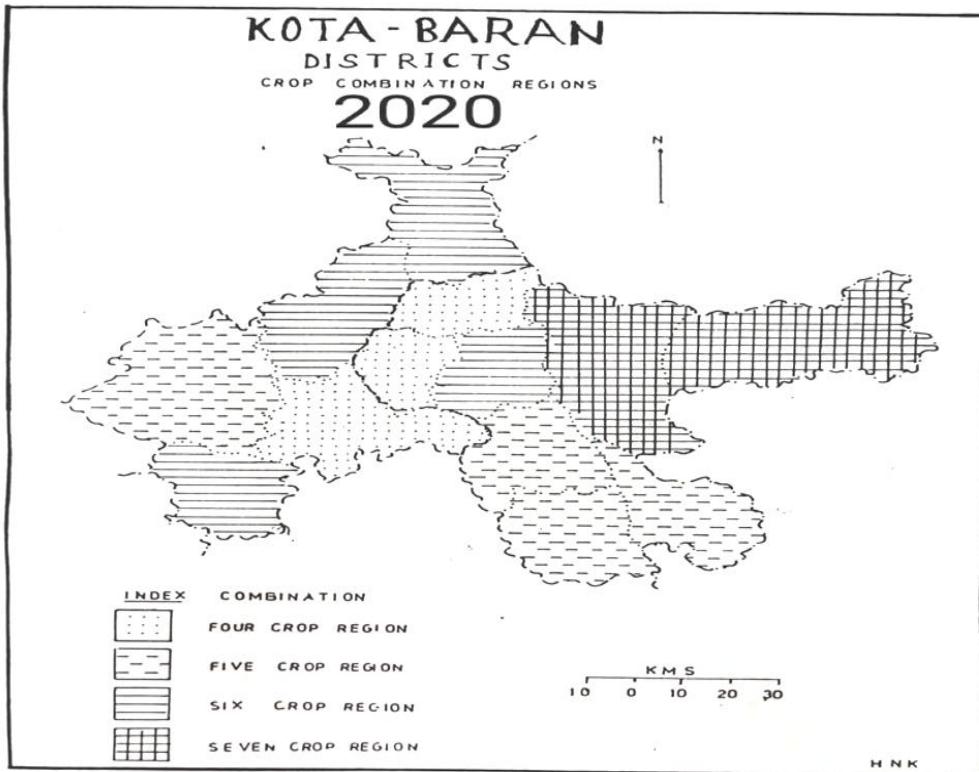 KOTA - BARAN
DISTRICTS
CROP COMBINATION REGIONS
2020
N
INDEX COMBINATION
FOUR CROP REGION
FIVE CROP REGION
SIX CROP REGION
SEVEN CROP REGION
KMS
10 0 10 20 30
HNK